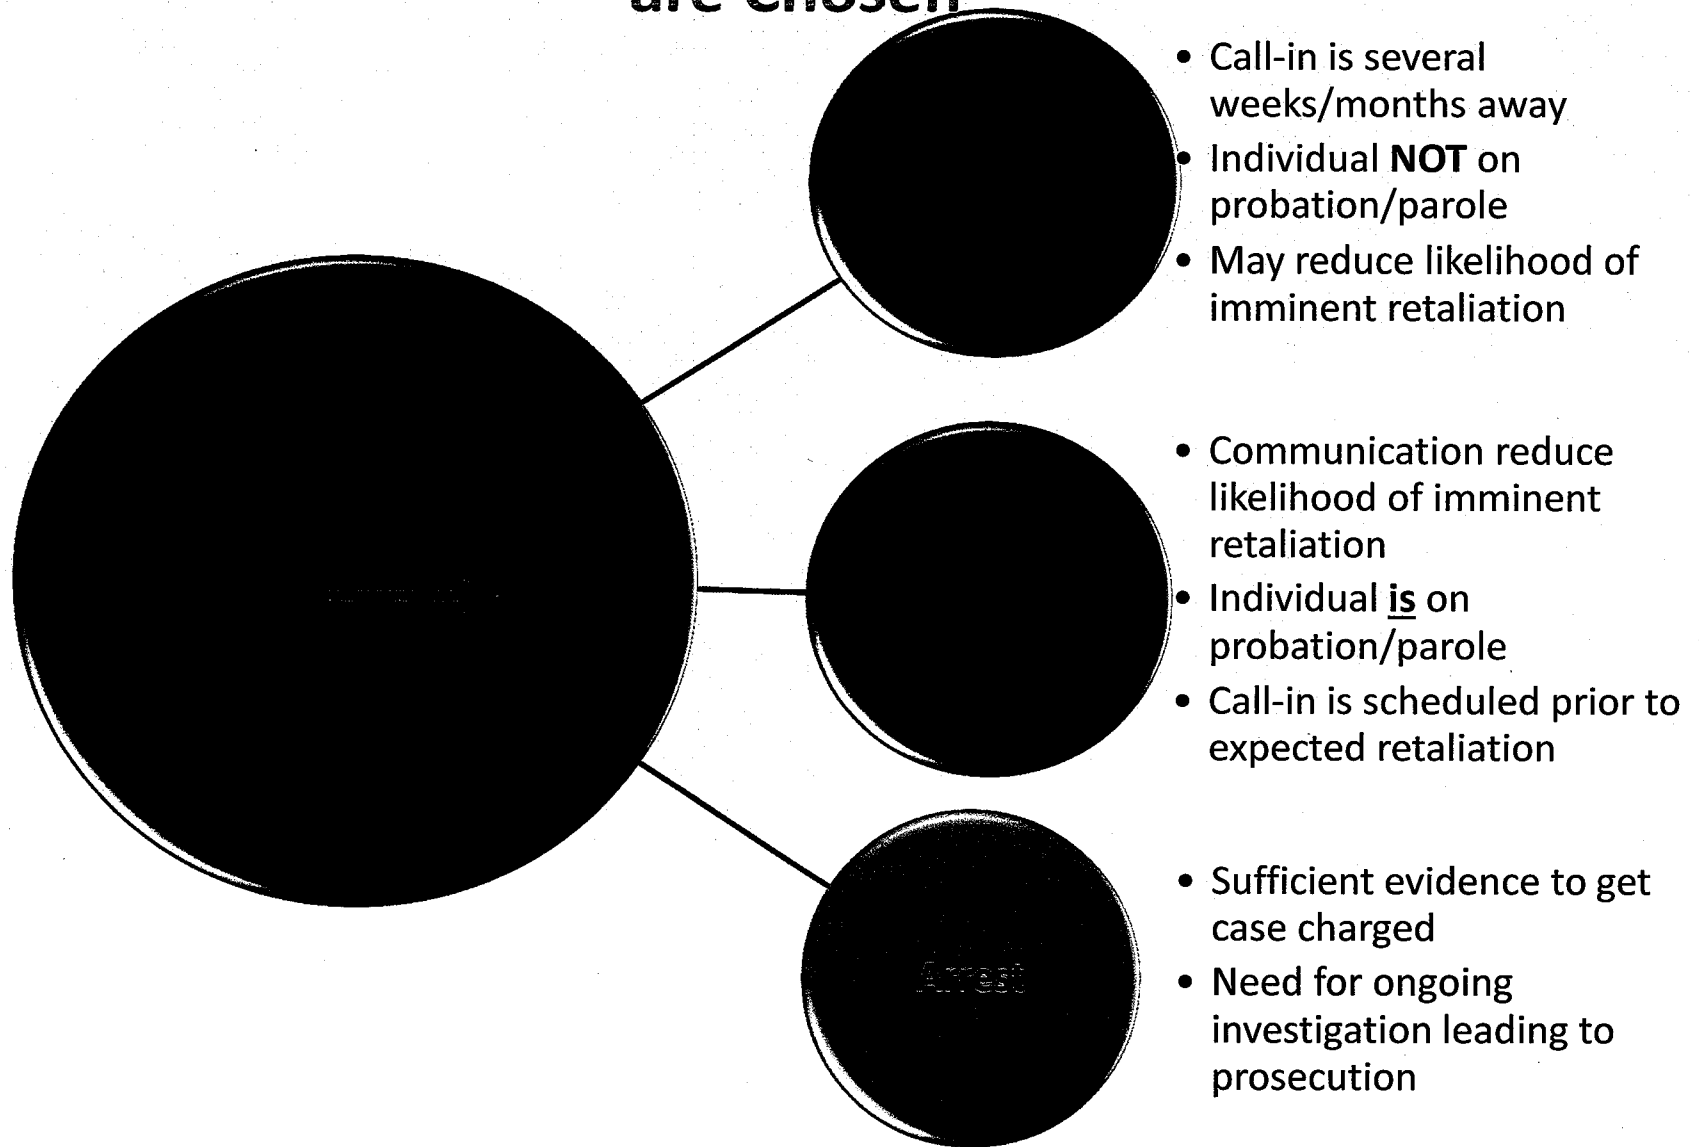 are Chosen
• Call-in is several
weeks/months away
• Individual NOT on
probation/parole
• May reduce likelihood of
imminent retaliation
• Communication reduce
likelihood of imminent
retaliation
• Individual is on
probation/parole
• Call-in is scheduled prior to
expected retaliation
Arrest
• Sufficient evidence to get
case charged
• Need for ongoing
investigation leading to
prosecution